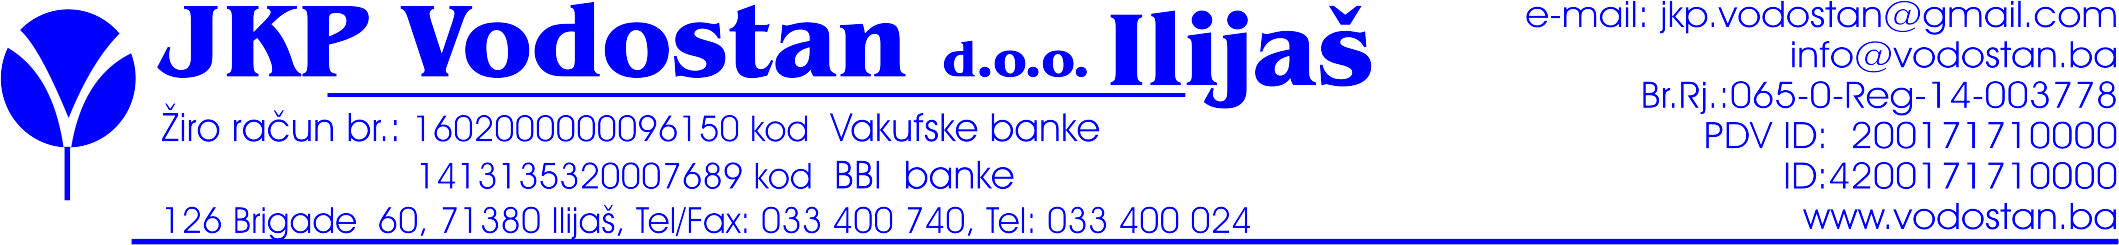 JKP Vodostan d.o.o. Ilijaš
Žiro račun br.: 1602000000096150 kod Vakufske banke
1413135320007689 kod BBI banke
126 Brigade 60, 71380 Ilijaš, Tel/Fax: 033 400 740, Tel: 033 400 024
e-mail: jkp.vodostan@gmail.com
info@vodostan.ba
Br.Rj.:065-0-Reg-14-003778
PDV ID: 200171710000
ID:4200171710000
www.vodostan.ba